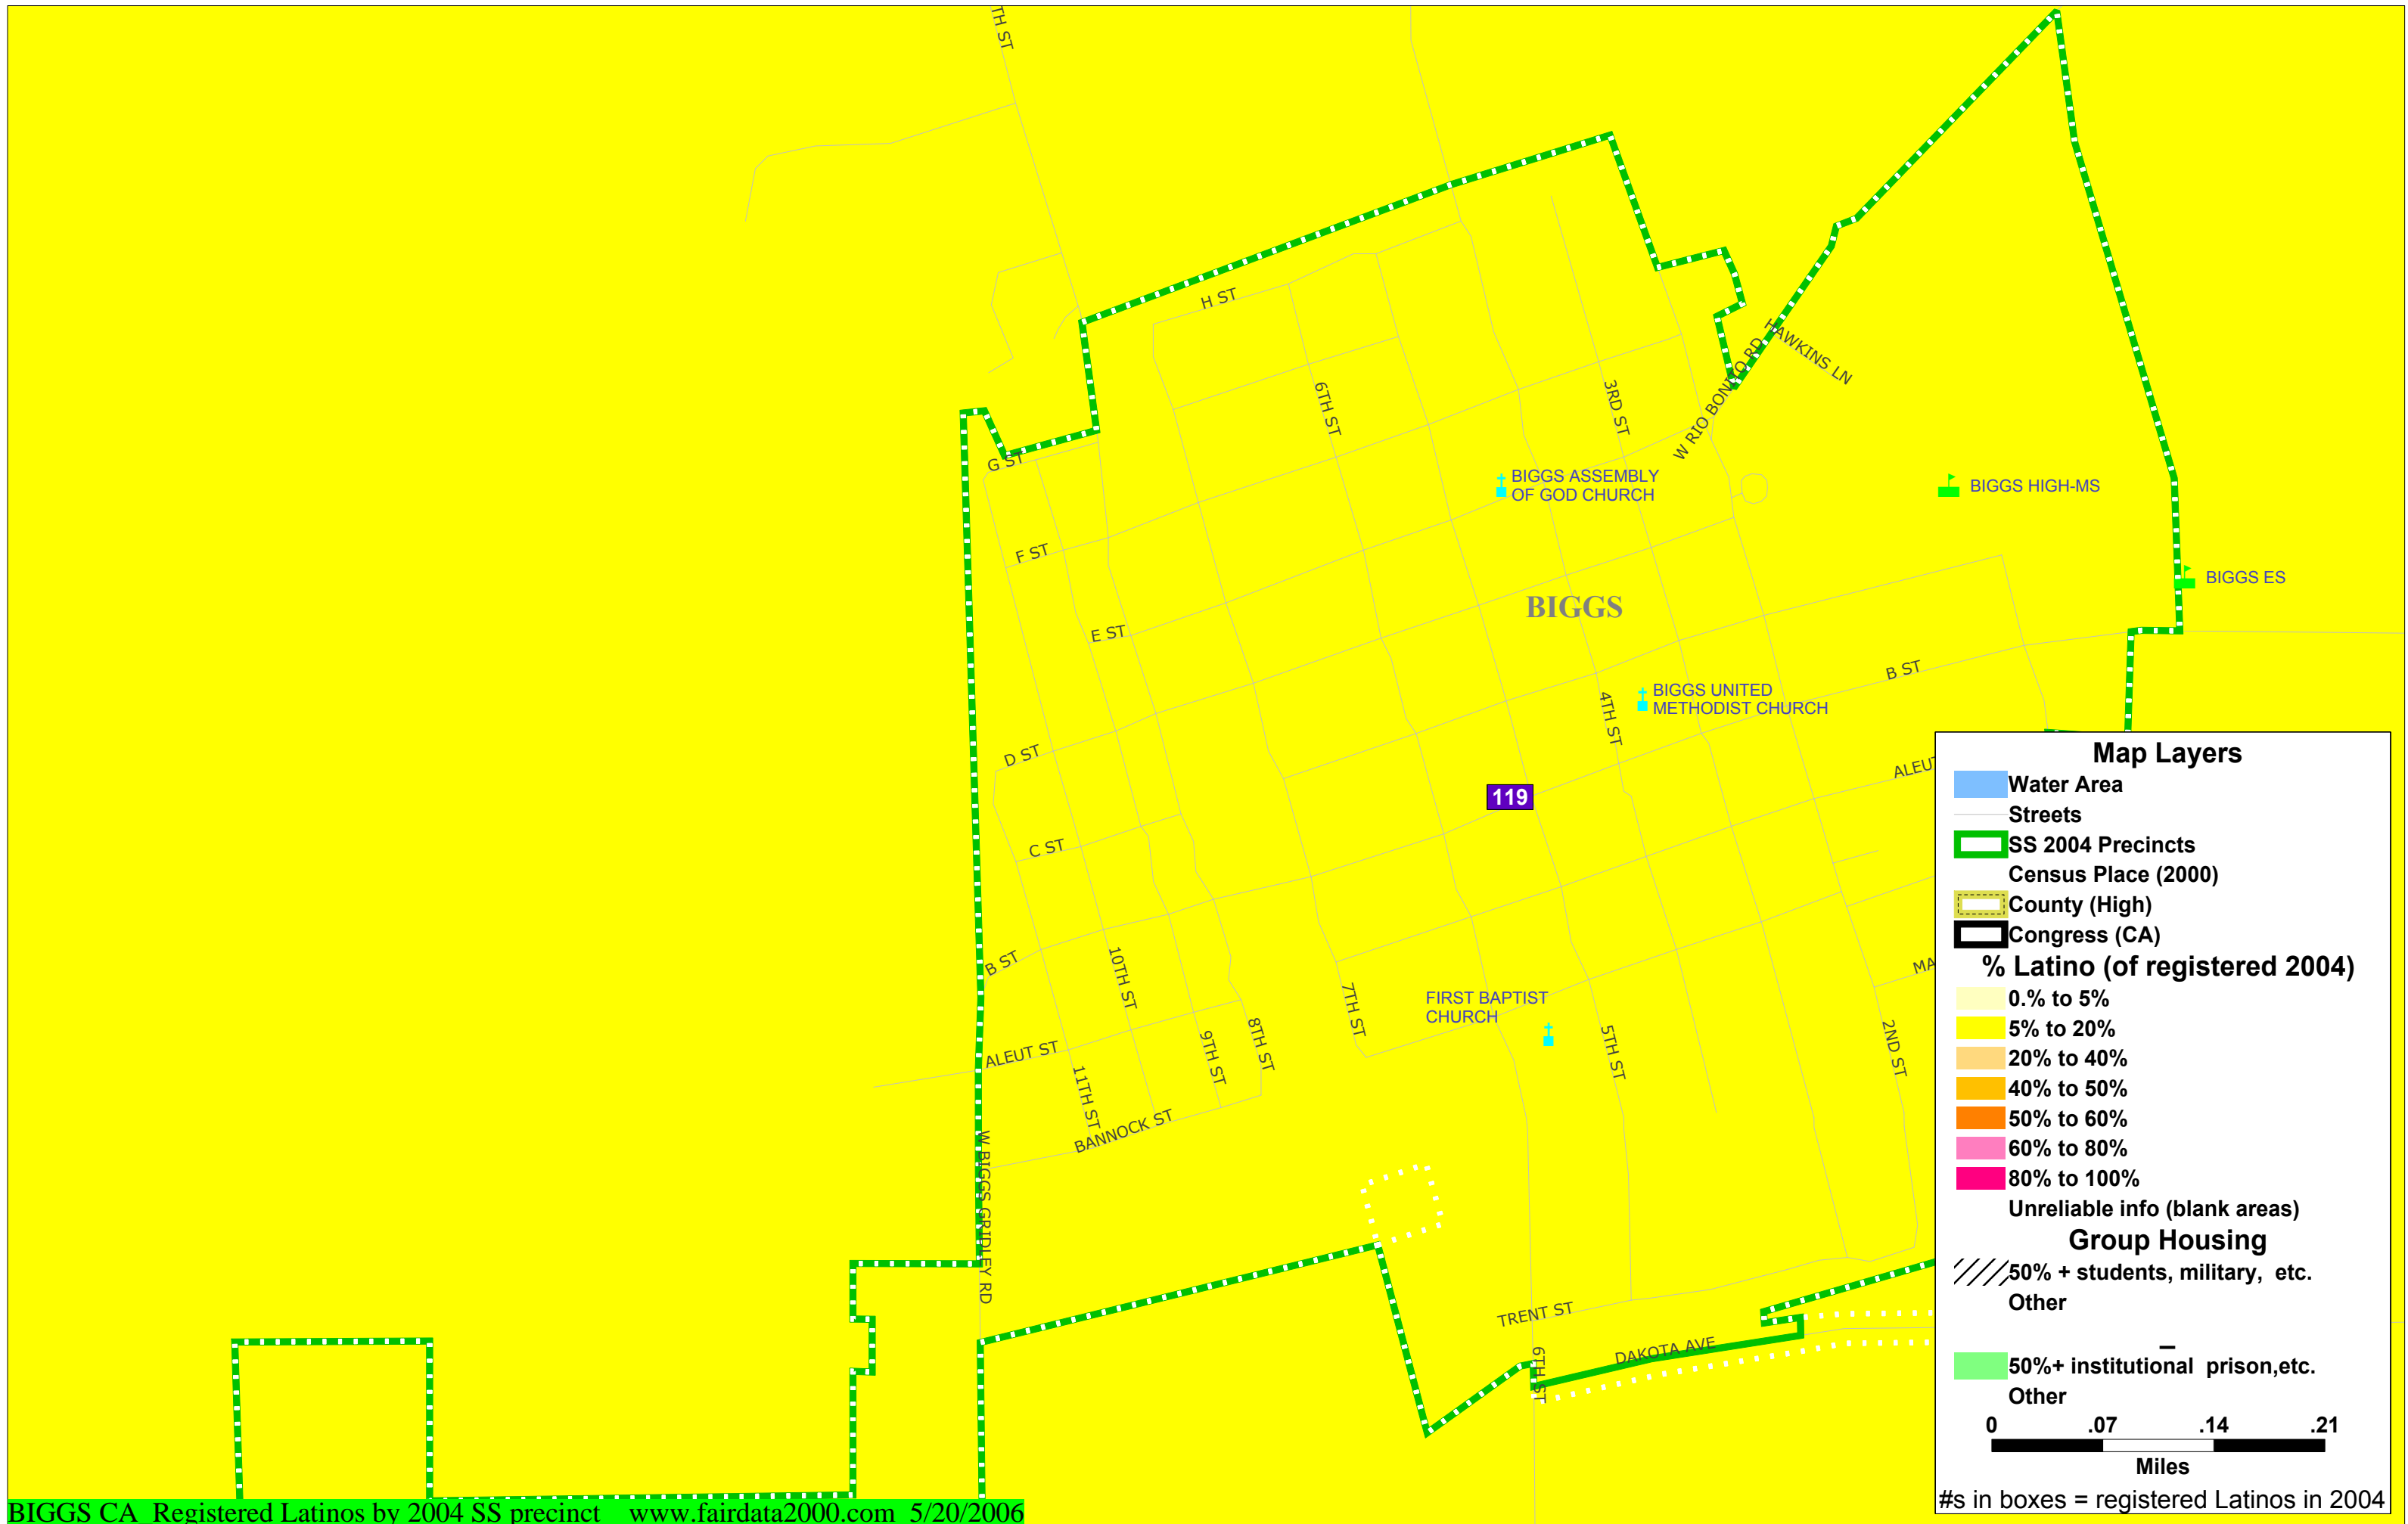 TH ST
H ST
HAWKINS LN
W RIO BONITO RD
6TH ST
3RD ST
G ST
BIGGS ASSEMBLY
OF GOD CHURCH
BIGGS HIGH-MS
F ST
BIGGS ES
BIGGS
E ST
B ST
BIGGS UNITED
METHODIST CHURCH
4TH ST
D ST
ALEUT
119
C ST
B ST
10TH ST
MA
7TH ST
FIRST BAPTIST
CHURCH
5TH ST
2ND ST
9TH ST
8TH ST
ALEUT ST
11TH ST
BANNOCK ST
W BIGGS GRIDLEY RD
TRENT ST
DAKOTA AVE
6TH ST
Map Layers
Water Area
Streets
SS 2004 Precincts
Census Place (2000)
County (High)
Congress (CA)
% Latino (of registered 2004)
0.% to 5%
5% to 20%
20% to 40%
40% to 50%
50% to 60%
60% to 80%
80% to 100%
Unreliable info (blank areas)
Group Housing
50% + students, military, etc.
Other
50%+ institutional prison,etc.
Other
0 .07 .14 .21
Miles
#s in boxes = registered Latinos in 2004
BIGGS CA Registered Latinos by 2004 SS precinct www.fairdata2000.com 5/20/2006